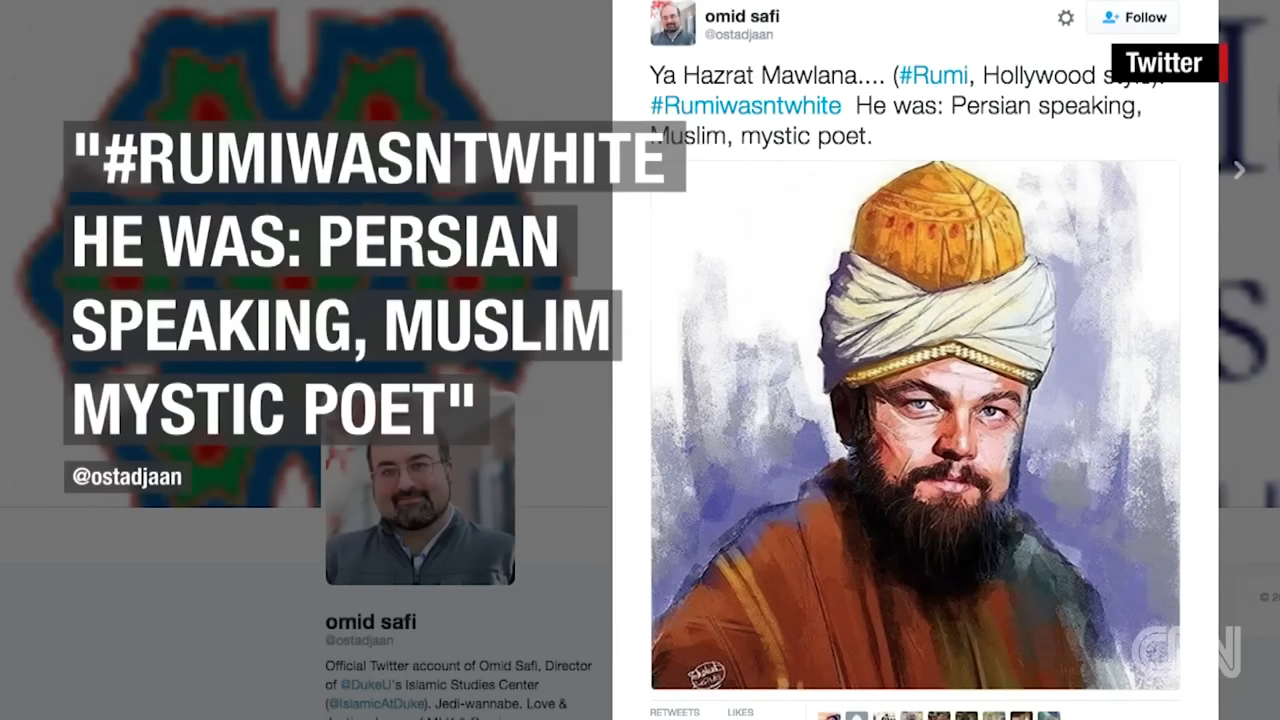 "#RUMIWASNTWHITE
HE WAS: PERSIAN
SPEAKING, MUSLIM
MYSTIC POET"
@ostadjaan
omid safi
@ostadjaan
Official Twitter account of Omid Safi, Director
of @DukeU's Islamic Studies Center
(@IslamicAtDuke). Jedi-wannabe. Love &
omid safi
@ostadjaan
Follow
Twitter
Ya Hazrat Mawlana.... (#Rumi, Hollywood
#Rumiwasntwhite He was: Persian speaking,
Muslim, mystic poet.
RETWEETS LIKES
CNN